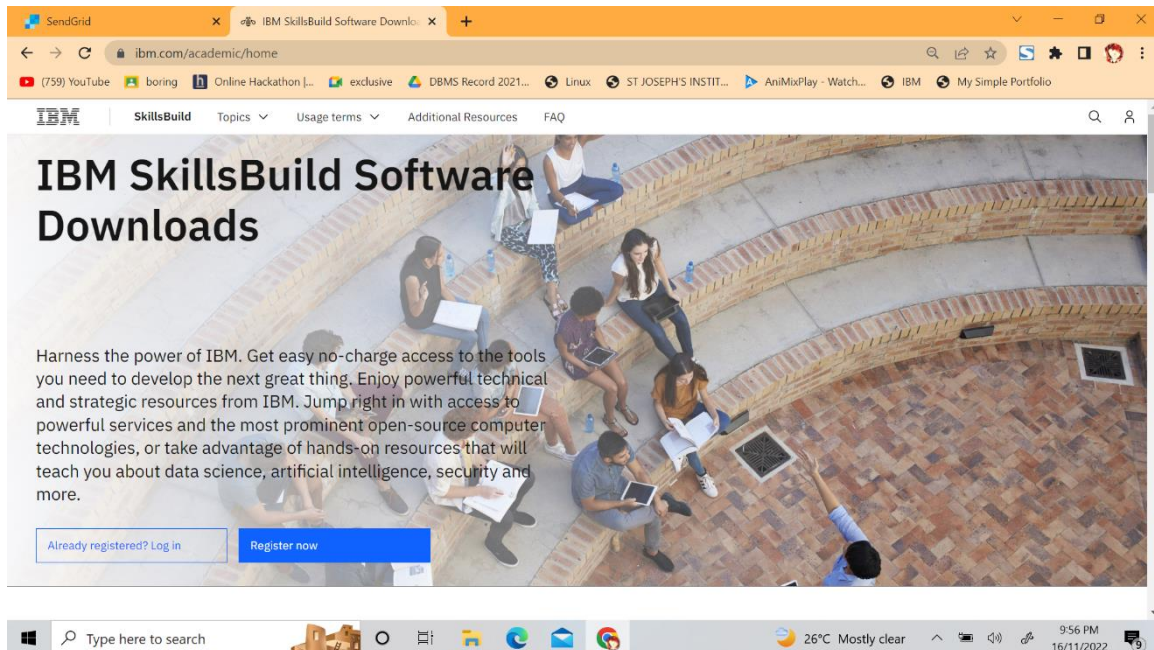 SendGrid
IBM SkillsBuild Software Downlo
ibm.com/academic/home
(759) YouTube boring Online Hackathon |... exclusive DBMS Record 2021... Linux ST JOSEPH'S INSTIT... AniMixPlay - Watch... IBM My Simple Portfolio
IBM SkillsBuild Topics Usage terms Additional Resources FAQ
IBM SkillsBuild Software
Downloads
Harness the power of IBM. Get easy no-charge access to the tools
you need to develop the next great thing. Enjoy powerful technical
and strategic resources from IBM. Jump right in with access to
powerful services and the most prominent open-source computer
technologies, or take advantage of hands-on resources that will
teach you about data science, artificial intelligence, security and
more.
Already registered? Log in Register now
Type here to search 26°C Mostly clear 9:56 PM
16/11/2022 9